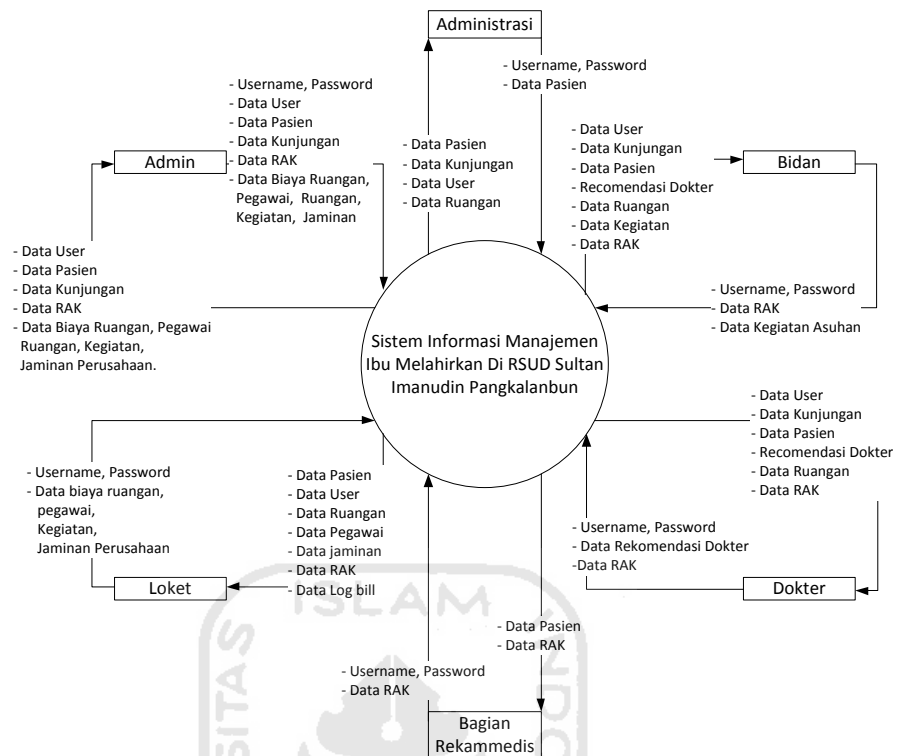 Administrasi
- Username, Password
- Data Pasien
- Username, Password
- Data User
- Data Pasien
- Data Kunjungan
- Data RAK
- Data Biaya Ruangan,
Pegawai, Ruangan,
Kegiatan, Jaminan
Admin
- Data Pasien
- Data Kunjungan
- Data User
- Data Ruangan
- Data User
- Data Kunjungan
- Data Pasien
- Recomendasi Dokter
- Data Ruangan
- Data Kegiatan
- Data RAK
Bidan
- Data User
- Data Pasien
- Data Kunjungan
- Data RAK
- Data Biaya Ruangan, Pegawai
Ruangan, Kegiatan,
Jaminan Perusahaan.
- Username, Password
- Data RAK
- Data Kegiatan Asuhan
Sistem Informasi Manajemen
Ibu Melahirkan Di RSUD Sultan
Imanudin Pangkalanbun
- Data User
- Data Kunjungan
- Data Pasien
- Recomendasi Dokter
- Data Ruangan
- Data RAK
- Username, Password
- Data biaya ruangan,
pegawai,
Kegiatan,
Jaminan Perusahaan
- Data Pasien
- Data User
- Data Ruangan
- Data Pegawai
- Data jaminan
- Data RAK
- Data Log bill
- Username, Password
- Data Rekomendasi Dokter
-Data RAK
Loket
Dokter
ISLAM
- Data Pasien
- Data RAK
- Username, Password
- Data RAK
Bagian
Rekammedis